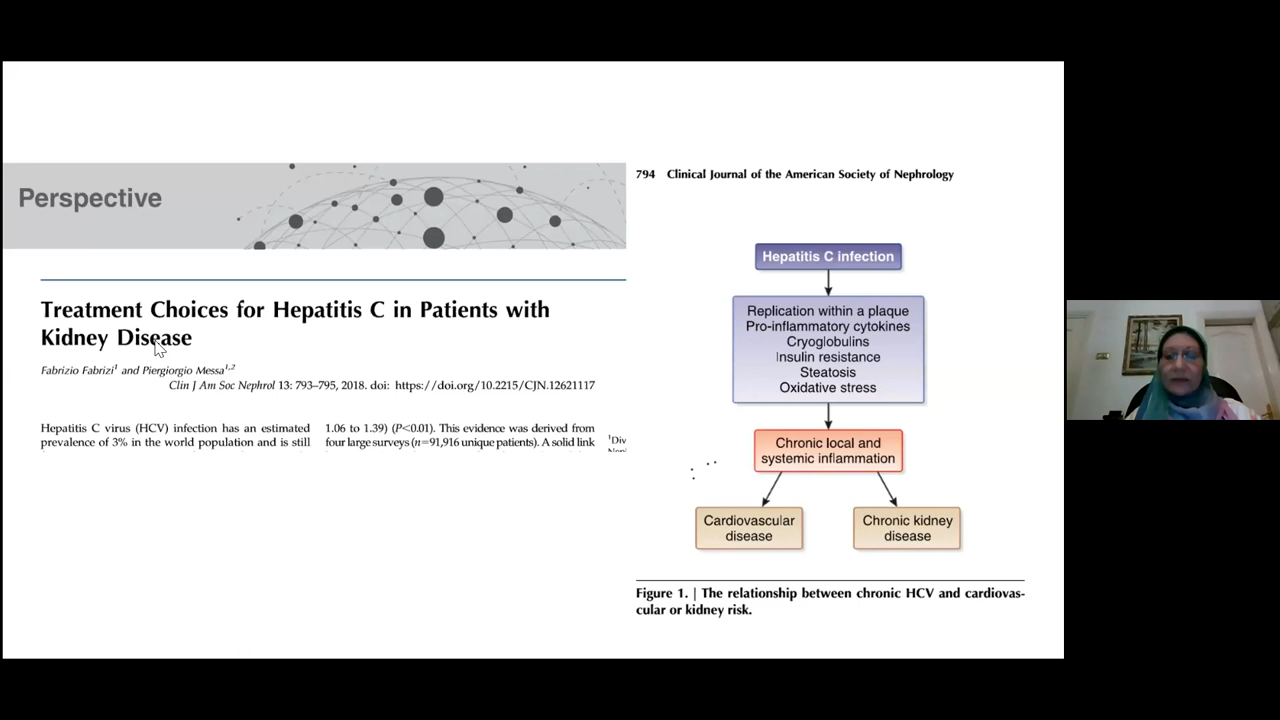 Perspective
Treatment Choices for Hepatitis C in Patients with
Kidney Disease
Fabrizio Fabrizi1 and Piergiorgio Messa1,2
Clin J Am Soc Nephrol 13: 793–795, 2018. doi: https://doi.org/10.2215/CJN.12621117
Hepatitis C virus (HCV) infection has an estimated
prevalence of 3% in the world population and is still
1.06 to 1.39) (P<0.01). This evidence was derived from
four large surveys (n=91,916 unique patients). A solid link
1Div
794 Clinical Journal of the American Society of Nephrology
Hepatitis C infection
Replication within a plaque
Pro-inflammatory cytokines
Cryoglobulins
Insulin resistance
Steatosis
Oxidative stress
Chronic local and
systemic inflammation
Cardiovascular
disease
Chronic kidney
disease
Figure 1. | The relationship between chronic HCV and cardiovas-
cular or kidney risk.